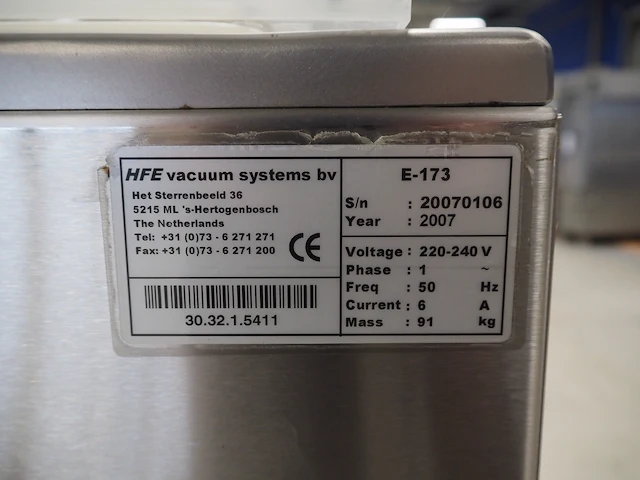 HFE vacuum systems bv
Het Sterrenbeeld 36
5215 ML 's-Hertogenbosch
The Netherlands
Tel: +31 (0)73 - 6 271 271
Fax: +31 (0)73 - 6 271 200
CE
30.32.1.5411
E-173
S/n : 20070106
Year : 2007
Voltage : 220-240 V
Phase : 1 ~
Freq : 50 Hz
Current : 6 A
Mass : 91 kg